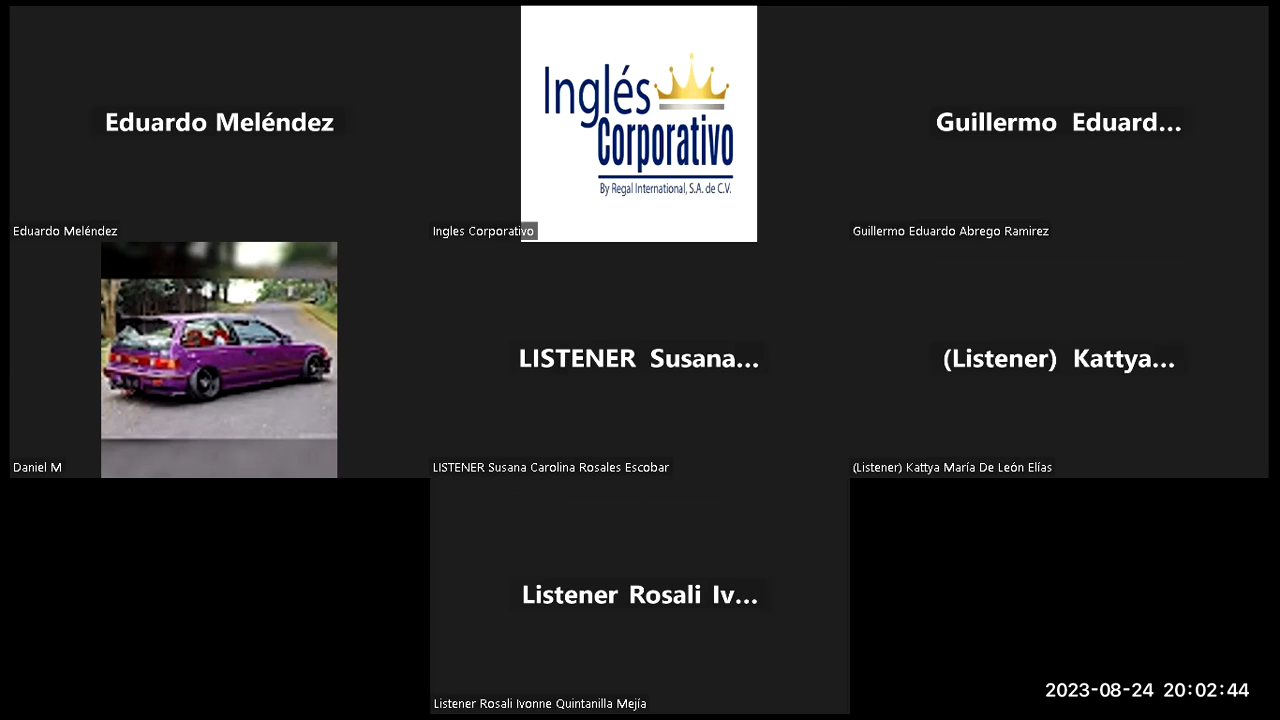 Eduardo Meléndez
Eduardo Meléndez
Inglés
Corporativo
By Regal International, S.A. de C.V.
Ingles Corporativo
Guillermo Eduard...
Guillermo Eduardo Abrego Ramirez
Daniel M
LISTENER Susana...
LISTENER Susana Carolina Rosales Escobar
(Listener) Kattya...
(Listener) Kattya María De León Elías
Listener Rosali Iv...
Listener Rosali Ivonne Quintanilla Mejía
2023-08-24 20:02:44